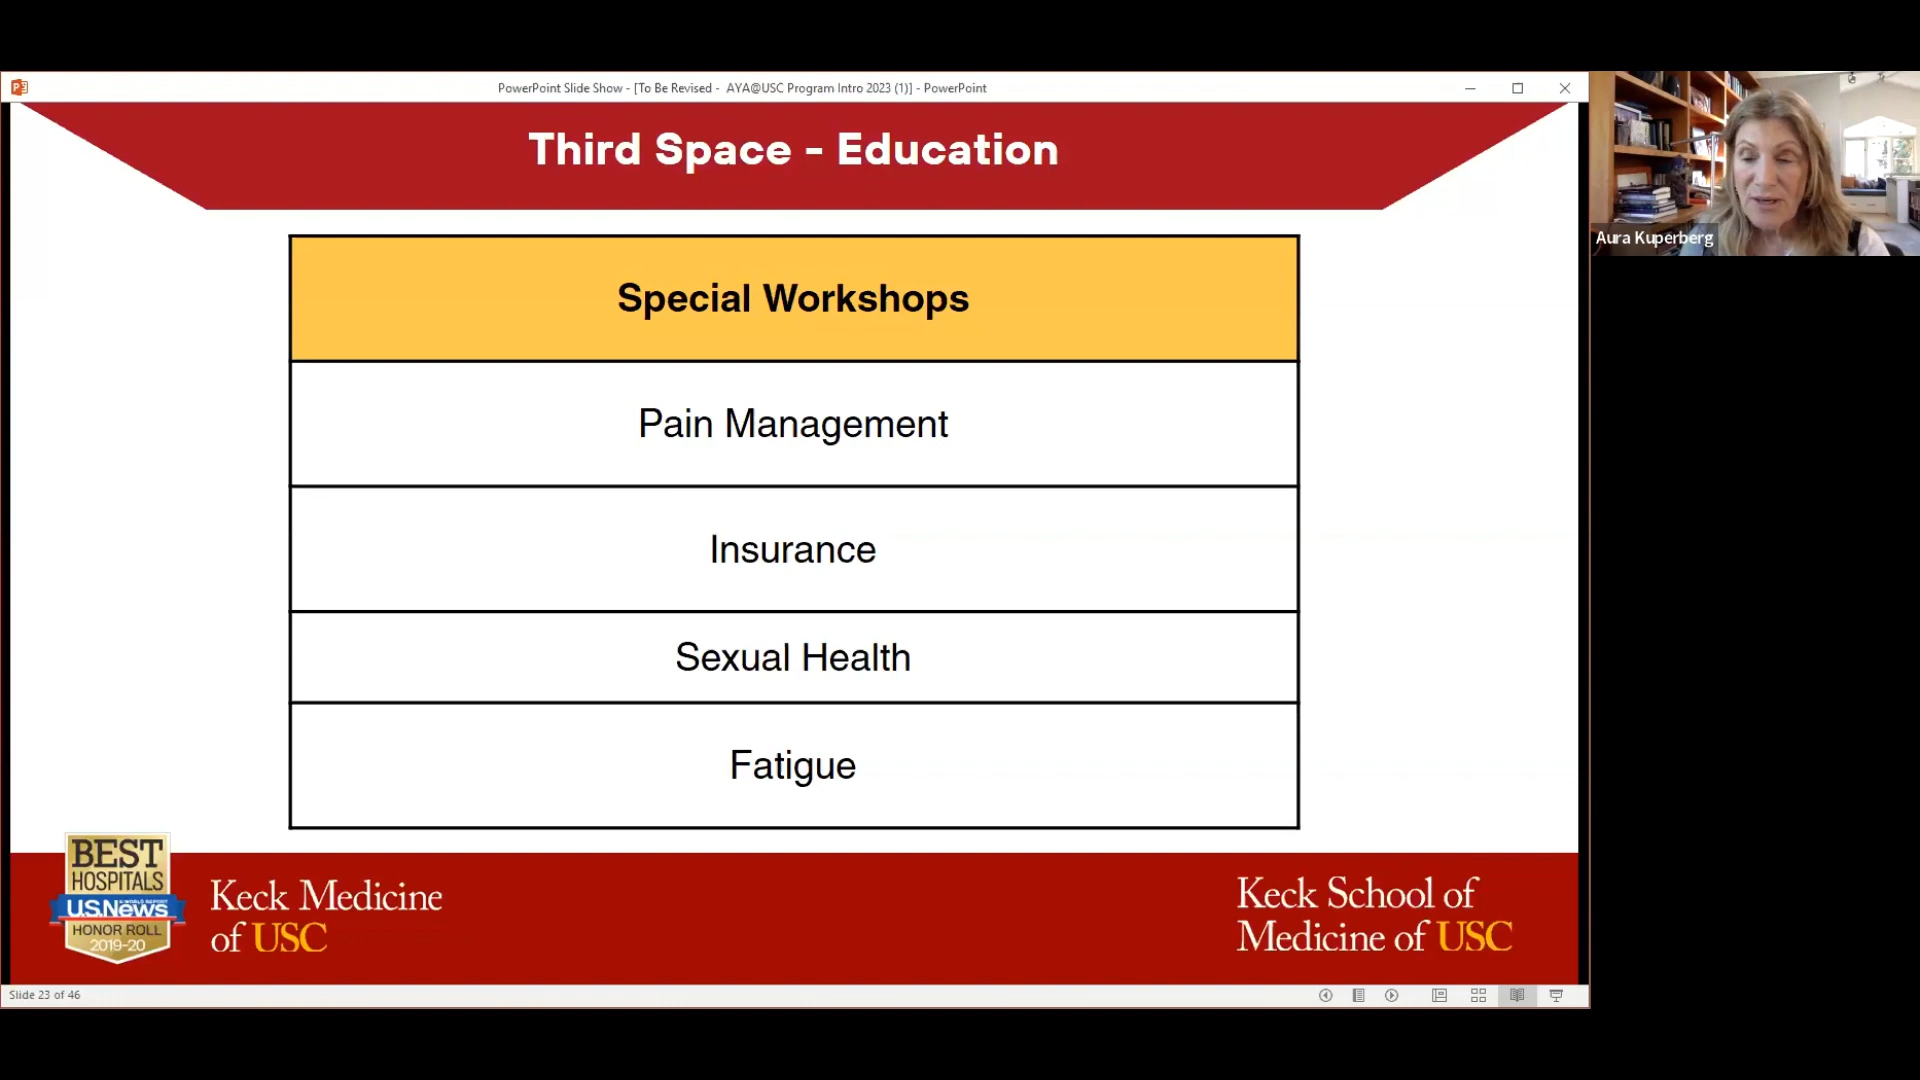 PowerPoint Slide Show - [To Be Revised - AYA@USC Program Intro 2023 (1)] - PowerPoint
Third Space - Education
Special Workshops
Pain Management
Insurance
Sexual Health
Fatigue
BEST
HOSPITALS
U.S.News
HONOR ROLL
2019-20
Keck Medicine
of USC
Keck School of
Medicine of USC
Slide 23 of 46
Aura Kuperberg